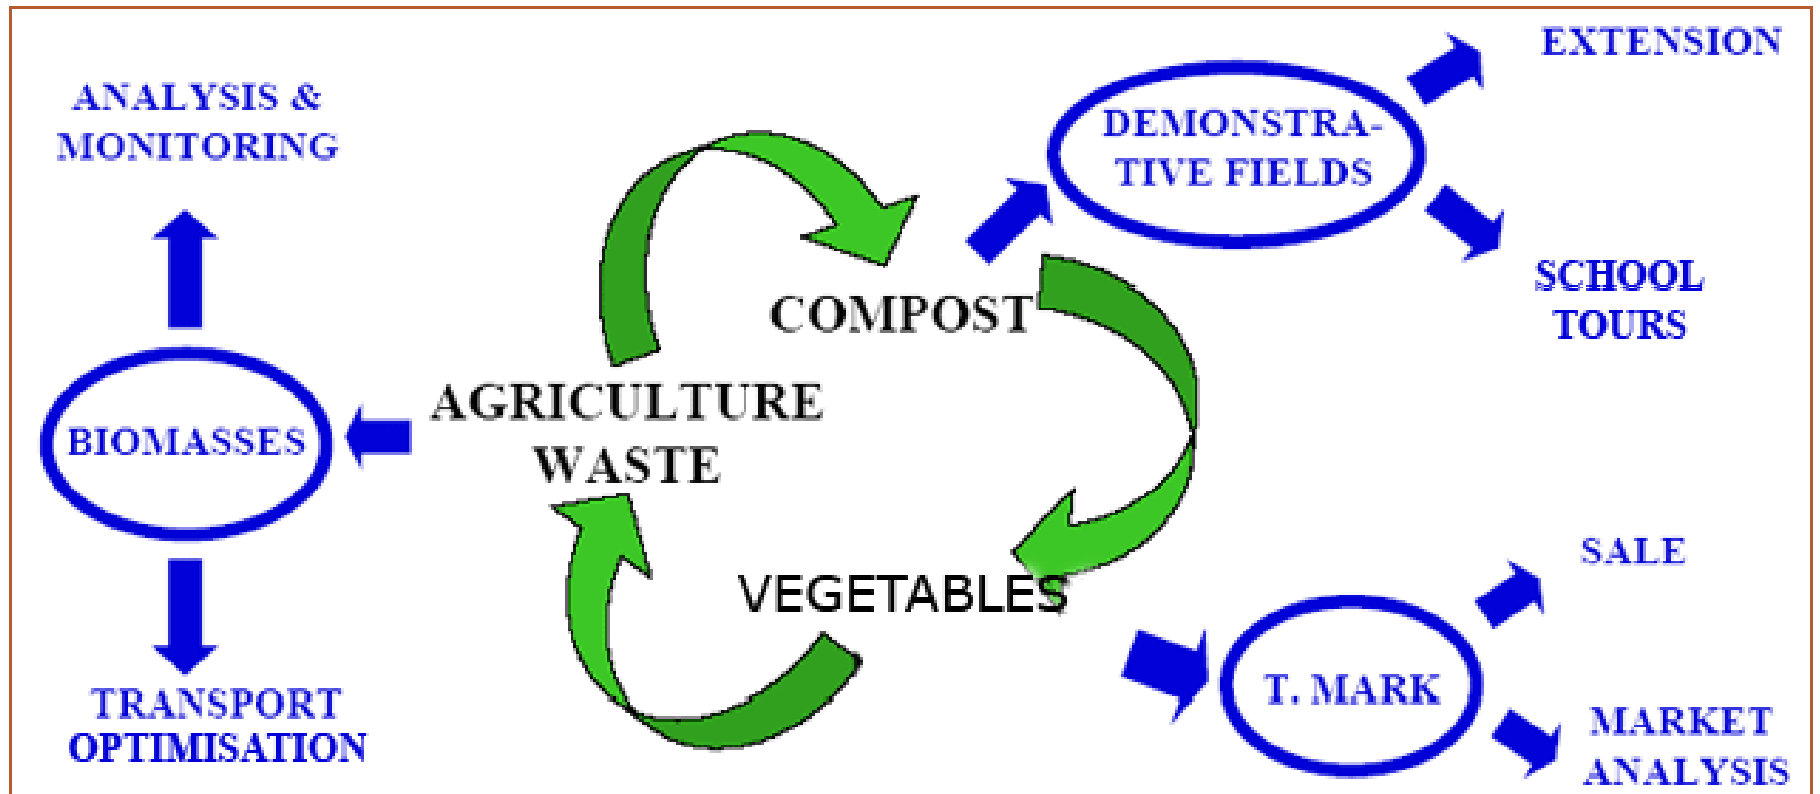 EXTENSION
ANALYSIS &
MONITORING
DEMONSTRA-
TIVE FIELDS
SCHOOL
TOURS
COMPOST
AGRICULTURE
WASTE
BIOMASSES
VEGETABLES
SALE
T. MARK
TRANSPORT
OPTIMISATION
MARKET
ANALYSIS